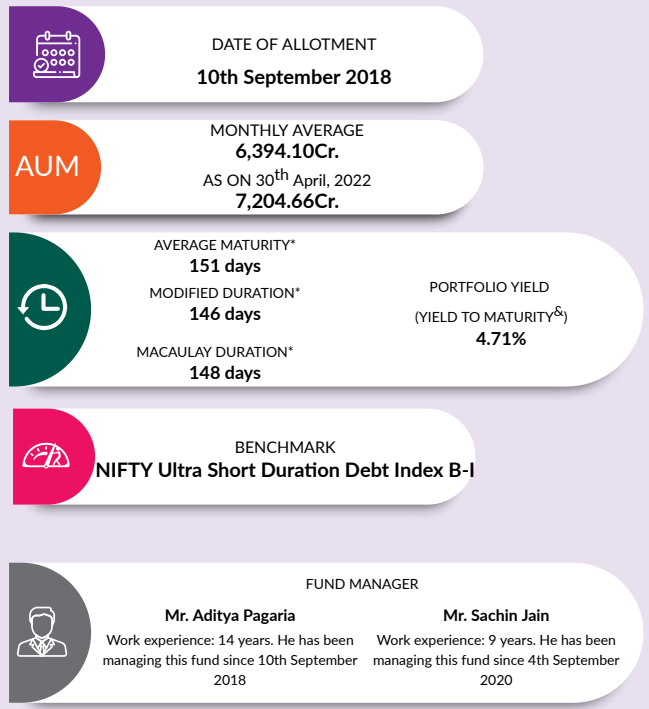 DATE OF ALLOTMENT
10th September 2018
AUM
MONTHLY AVERAGE
6,394.10Cr.
AS ON 30th April, 2022
7,204.66Cr.
AVERAGE MATURITY*
151 days
MODIFIED DURATION*
146 days
MACAULAY DURATION*
148 days
PORTFOLIO YIELD
(YIELD TO MATURITY&)
4.71%
BENCHMARK
NIFTY Ultra Short Duration Debt Index B-I
FUND MANAGER
Mr. Aditya Pagaria
Work experience: 14 years. He has been
managing this fund since 10th September
2018
Mr. Sachin Jain
Work experience: 9 years. He has been
managing this fund since 4th September
2020